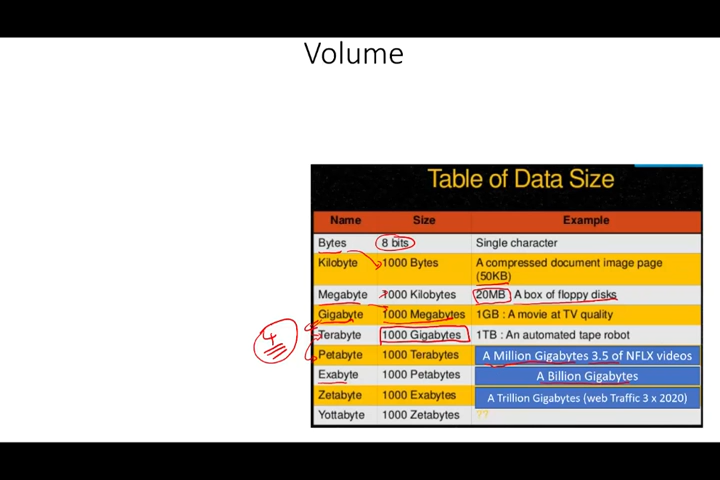 Volume
Table of Data Size
Name Size Example
Bytes 8 bits Single character
Kilobyte 1000 Bytes A compressed document image page
(50KB)
Megabyte 1000 Kilobytes 20MB A box of floppy disks
Gigabyte 1000 Megabytes 1GB : A movie at TV quality
Terabyte 1000 Gigabytes 1TB : An automated tape robot
4
Petabyte 1000 Terabytes A Million Gigabytes 3.5 of NFLX videos
Exabyte 1000 Petabytes A Billion Gigabytes
Zetabyte 1000 Exabytes A Trillion Gigabytes (web Traffic 3 x 2020)
Yottabyte 1000 Zetabytes ??